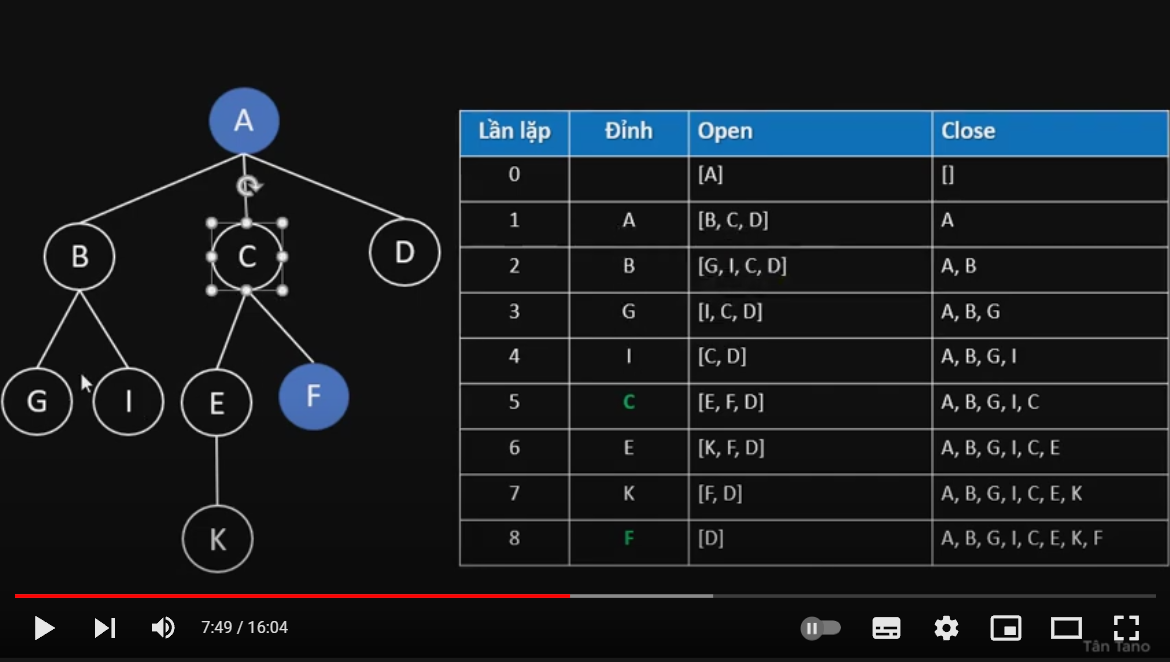 A
B
C
D
G
I
E
F
K
Lần lặp Đỉnh Open Close
0 [A] []
1 A [B, C, D] A
2 B [G, I, C, D] A, B
3 G [I, C, D] A, B, G
4 I [C, D] A, B, G, I
5 C [E, F, D] A, B, G, I, C
6 E [K, F, D] A, B, G, I, C, E
7 K [F, D] A, B, G, I, C, E, K
8 F [D] A, B, G, I, C, E, K, F
7:49 / 16:04
Tân Tano